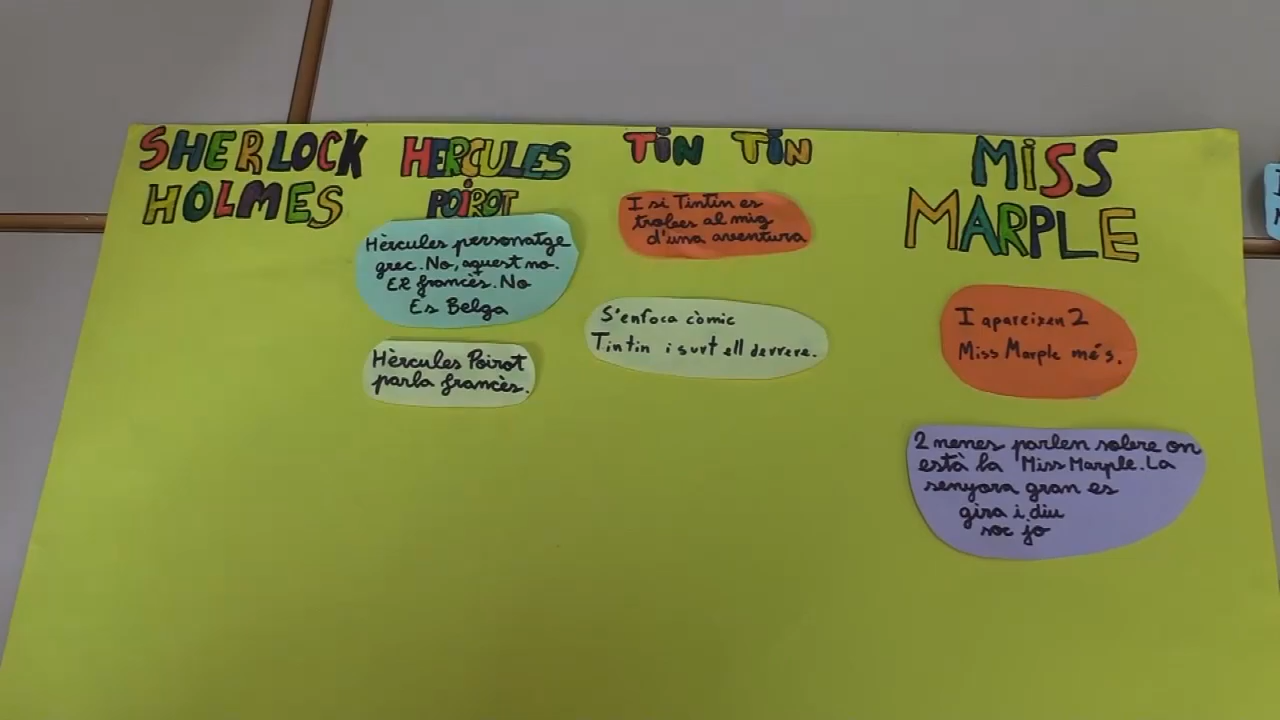 SHERLOCK
HOLMES
HERCULES
POIROT
Hèrcules personatge
grec. No, aquest no.
El francès. No
És Belga
Hèrcules Poirot
parla francès.
TIN TIN
I si Tintin es
trobes al mig
d'una aventura
S'enfoca còmic
Tintin i surt ell darrere.
MISS
MARPLE
I apareixen 2
Miss Marple més.
2 nenes parlen sobre on
està la Miss Marple. La
senyora gran es
gira i diu
soc jo